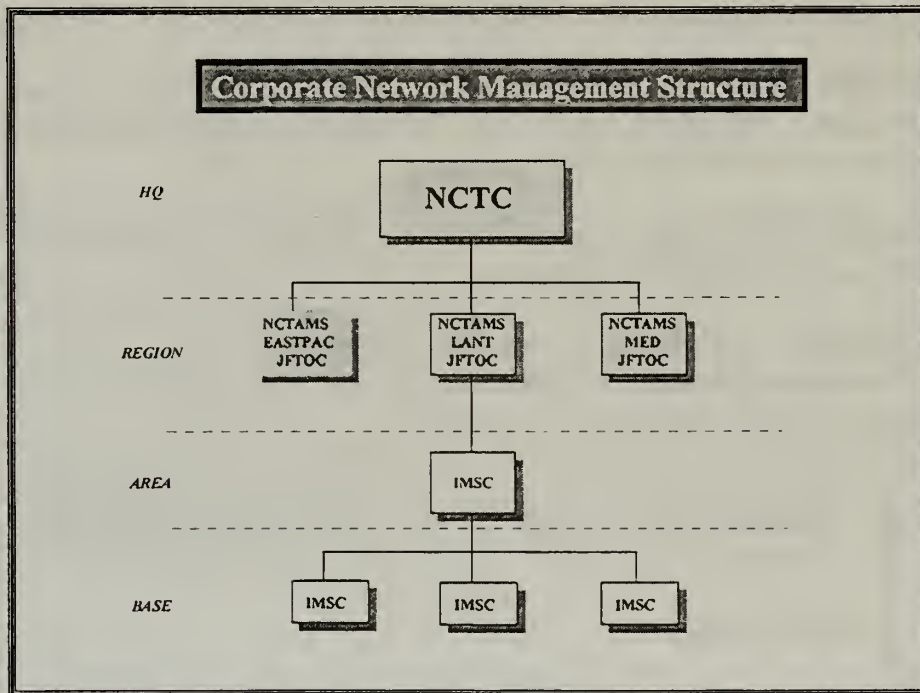 Corporate Network Management Structure
HQ
NCTC
REGION
NCTAMS
EASTPAC
JFTOC
NCTAMS
LANT
JFTOC
NCTAMS
MED
JFTOC
AREA
IMSC
BASE
IMSC
IMSC
IMSC